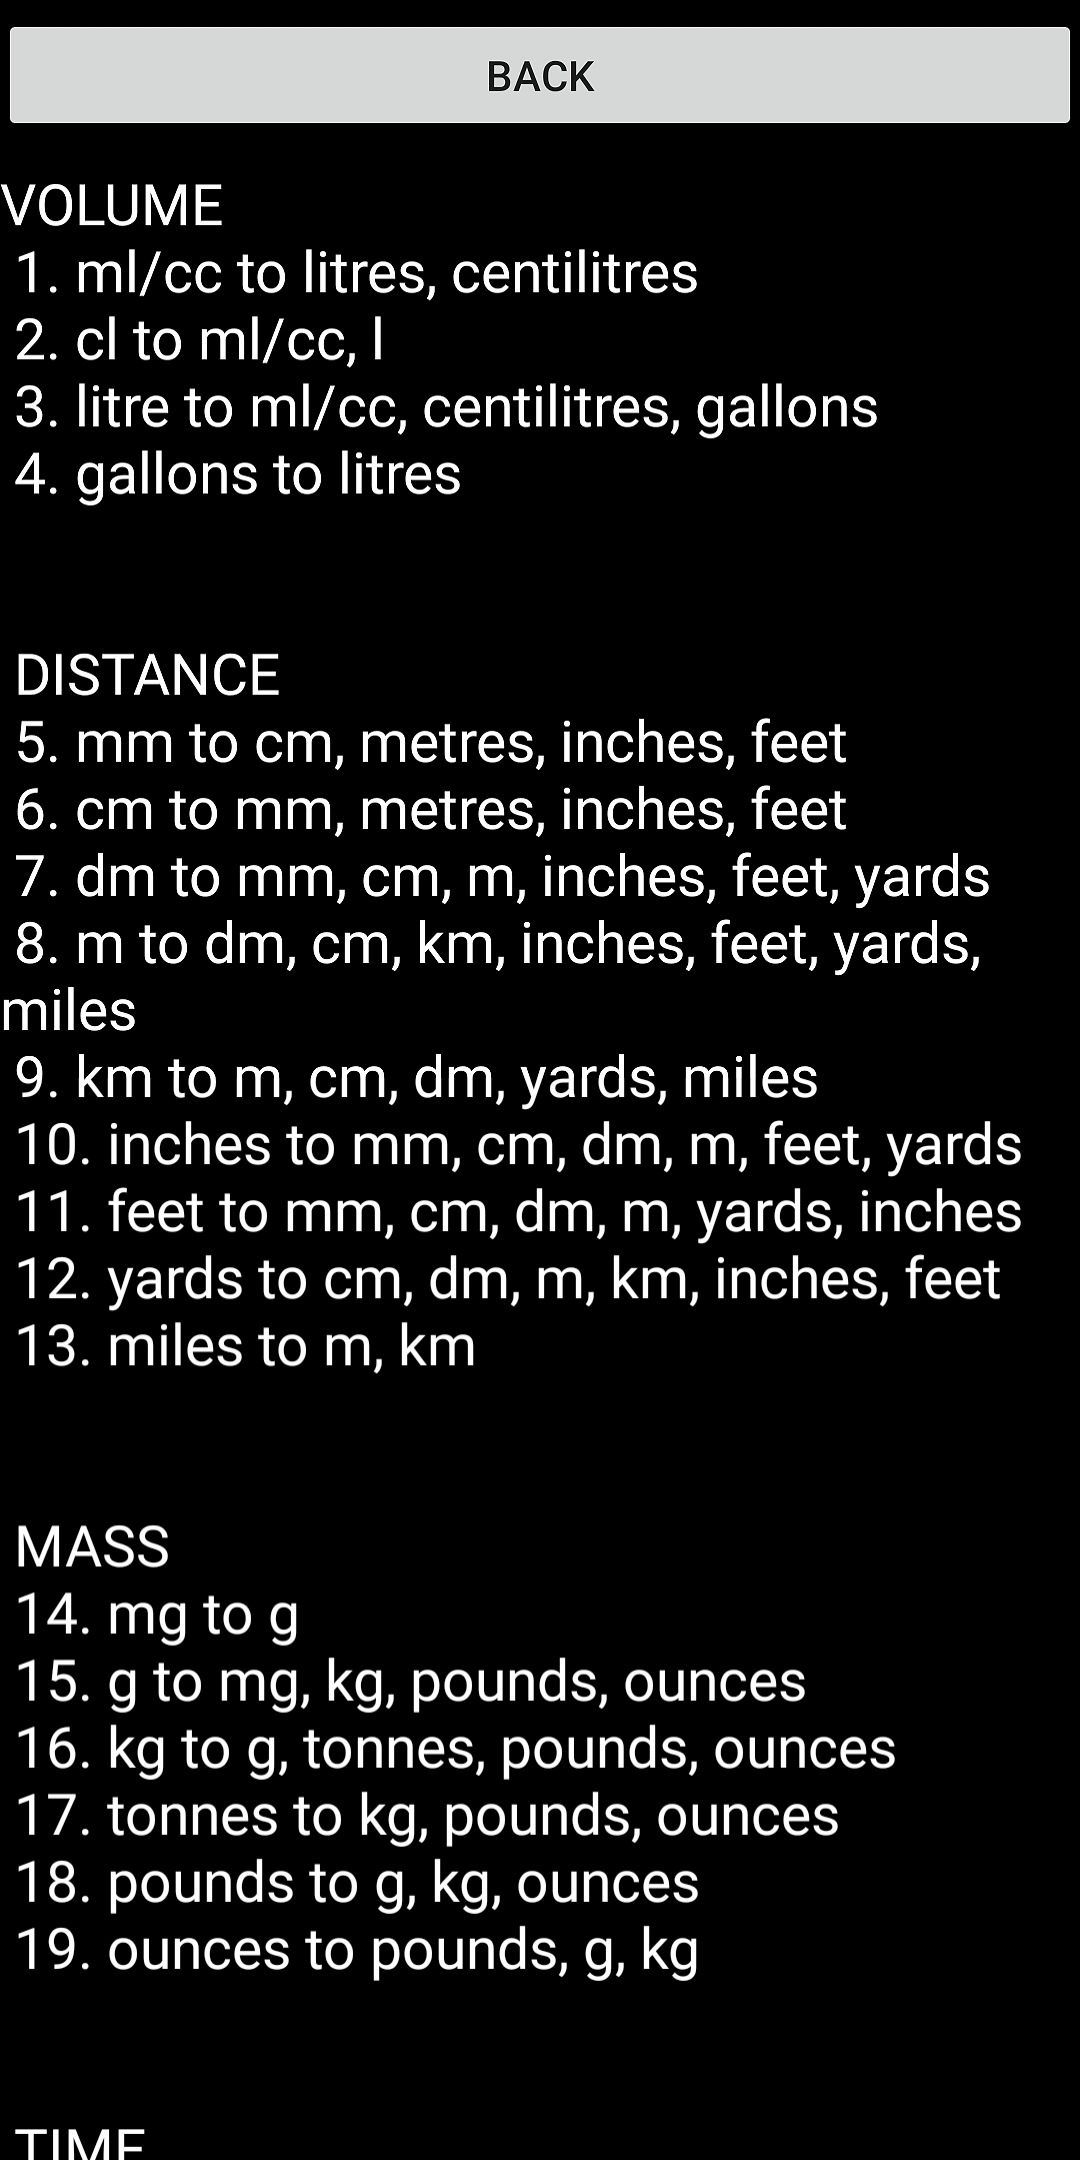 BACK
VOLUME
1. ml/cc to litres, centilitres
2. cl to ml/cc, l
3. litre to ml/cc, centilitres, gallons
4. gallons to litres
DISTANCE
5. mm to cm, metres, inches, feet
6. cm to mm, metres, inches, feet
7. dm to mm, cm, m, inches, feet, yards
8. m to dm, cm, km, inches, feet, yards,
miles
9. km to m, cm, dm, yards, miles
10. inches to mm, cm, dm, m, feet, yards
11. feet to mm, cm, dm, m, yards, inches
12. yards to cm, dm, m, km, inches, feet
13. miles to m, km
MASS
14. mg to g
15. g to mg, kg, pounds, ounces
16. kg to g, tonnes, pounds, ounces
17. tonnes to kg, pounds, ounces
18. pounds to g, kg, ounces
19. ounces to pounds, g, kg
TIME